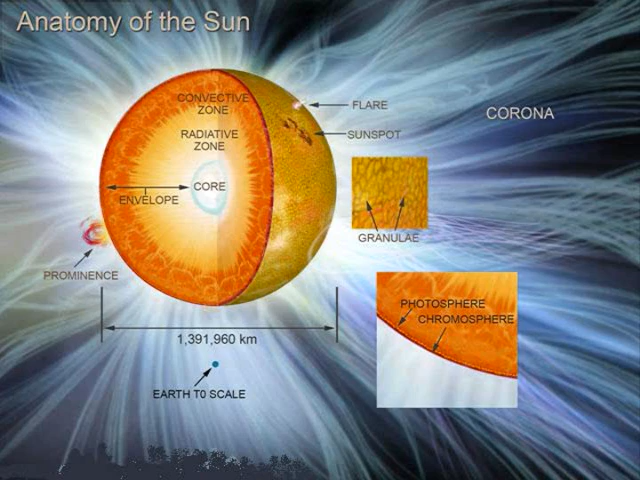 Anatomy of the Sun
CONVECTIVE
ZONE
FLARE
CORONA
RADIATIVE
ZONE
SUNSPOT
CORE
ENVELOPE
GRANULAE
PROMINENCE
PHOTOSPHERE
CHROMOSPHERE
1,391,960 km
EARTH T0 SCALE